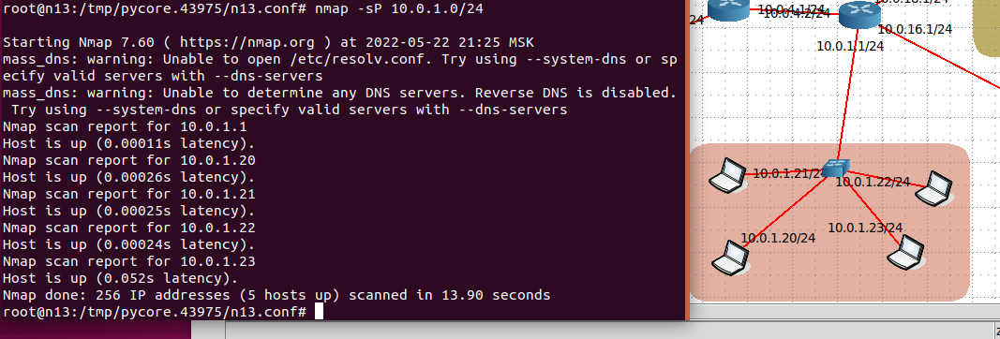 root@n13:/tmp/pycore.43975/n13.conf# nmap -sP 10.0.1.0/24
Starting Nmap 7.60 ( https://nmap.org ) at 2022-05-22 21:25 MSK
mass_dns: warning: Unable to open /etc/resolv.conf. Try using --system-dns or sp
ecify valid servers with --dns-servers
mass_dns: warning: Unable to determine any DNS servers. Reverse DNS is disabled.
 Try using --system-dns or specify valid servers with --dns-servers
Nmap scan report for 10.0.1.1
Host is up (0.00011s latency).
Nmap scan report for 10.0.1.20
Host is up (0.00026s latency).
Nmap scan report for 10.0.1.21
Host is up (0.00025s latency).
Nmap scan report for 10.0.1.22
Host is up (0.00024s latency).
Nmap scan report for 10.0.1.23
Host is up (0.052s latency).
Nmap done: 256 IP addresses (5 hosts up) scanned in 13.90 seconds
root@n13:/tmp/pycore.43975/n13.conf#
24
10.0.4.2/24
10.0.16.1/24
10.0.1.1/24
10.0.1.21/24
10.0.1.22/24
10.0.1.23/24
10.0.1.20/24